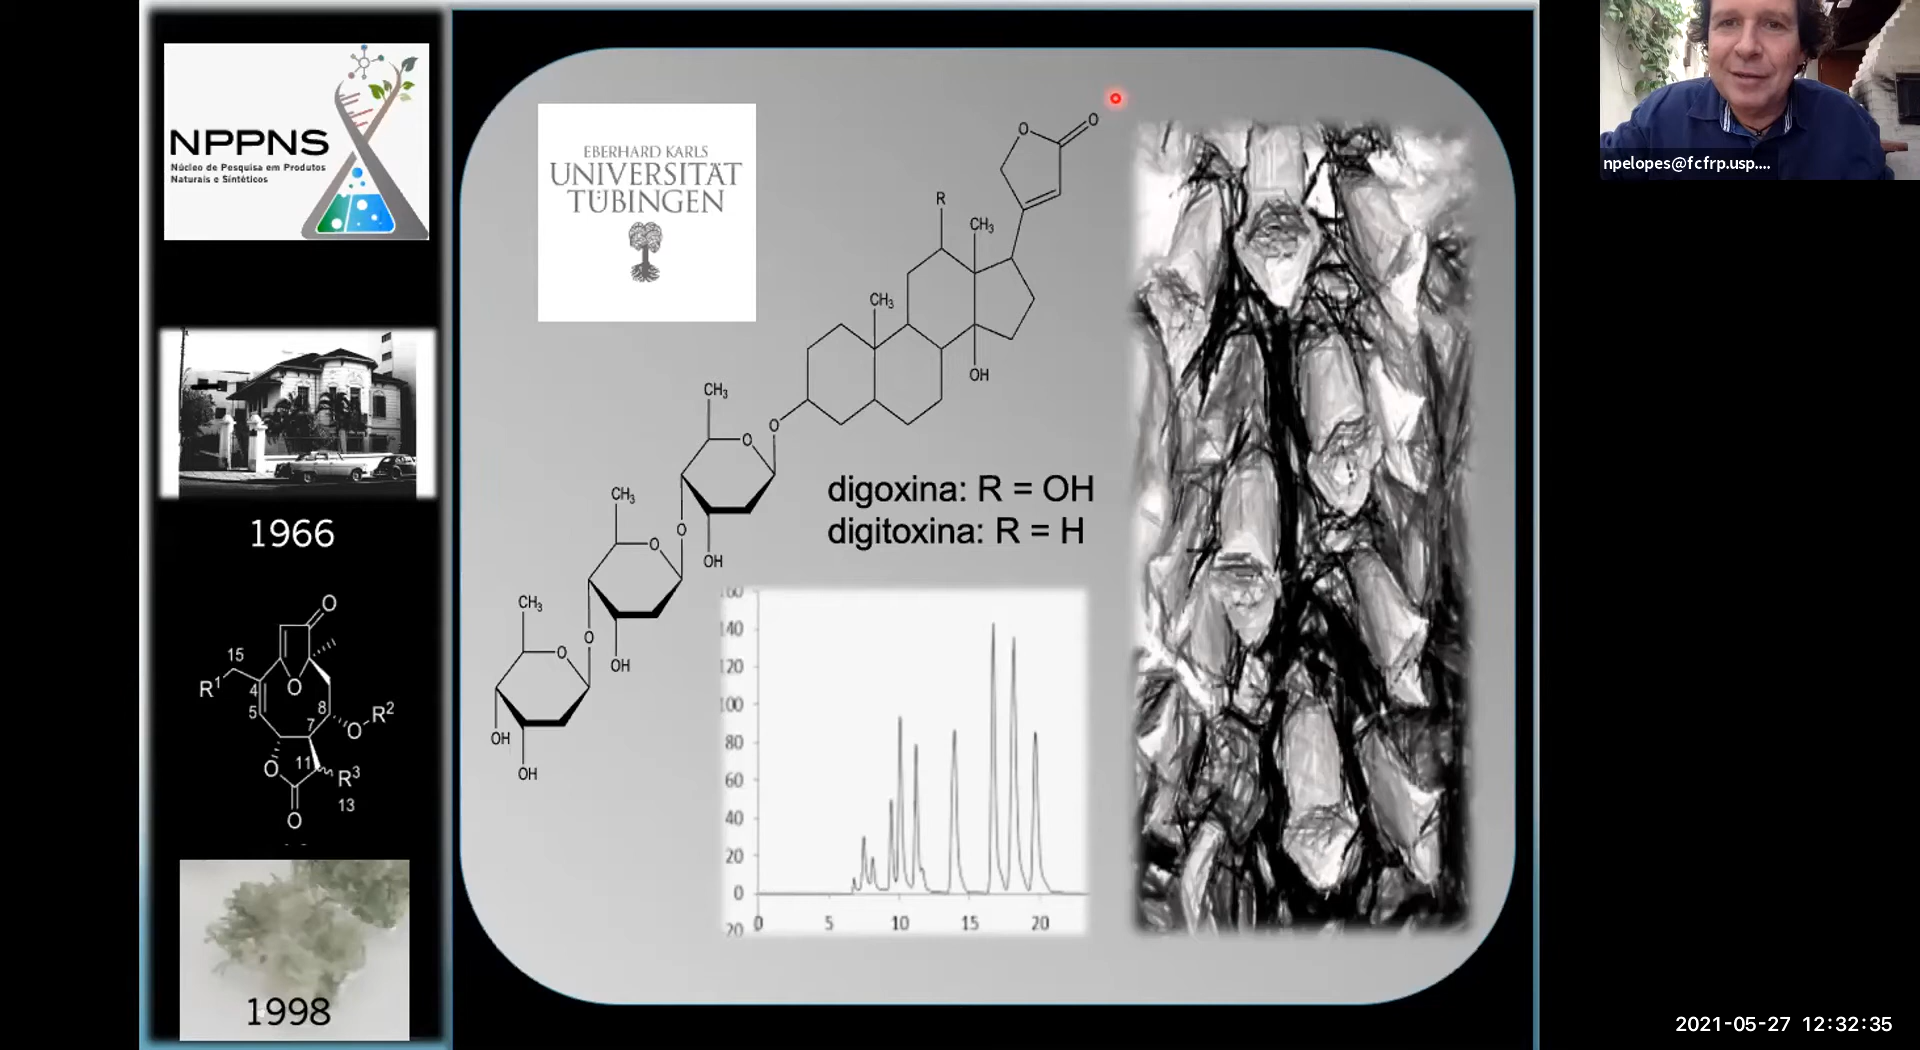 NPPNS
Núcleo de Pesquisa em Produtos
Naturais e Sintéticos
1966
O
15
R¹
4
O
5
8
R²
7
O
O
11
R³
13
O
1998
EBERHARD KARLS
UNIVERSITÄT
TÜBINGEN
O
O
R
CH₃
CH₃
OH
CH₃
O
O
CH₃
O
OH
O
CH₃
O
OH
O
OH
OH
digoxina: R = OH
digitoxina: R = H
160
140
120
100
80
60
40
20
0
20
0 5 10 15 20
npelopes@fcfrp.usp....
2021-05-27 12:32:35